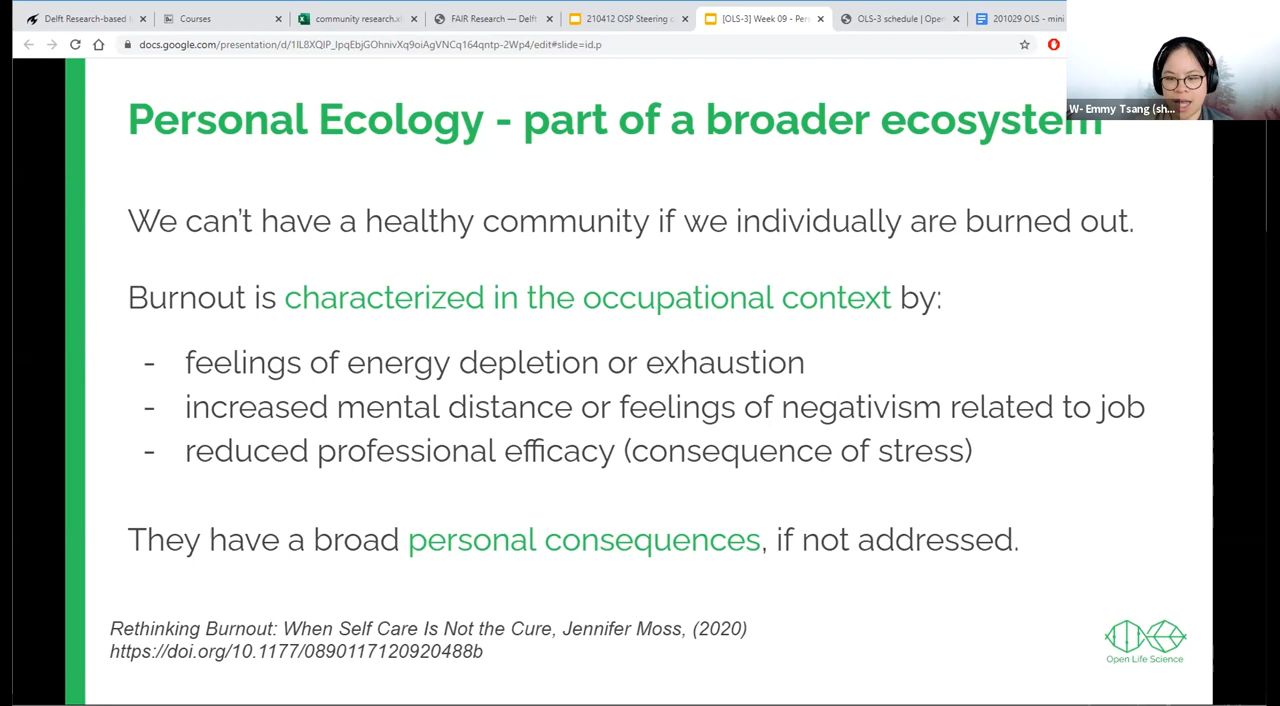 Delft Research-based l
Courses
community research.x
FAIR Research — Delft
210412 OSP Steering c
[OLS-3] Week 09 - Per
OLS-3 schedule | Open
201029 OLS - mini
docs.google.com/presentation/d/1lL8XQIP_IpqEbjGOhnivXq9oiAgVNCq164qntp-2Wp4/edit#slide=id.p
W- Emmy Tsang (sh...
Personal Ecology - part of a broader ecosystem
We can’t have a healthy community if we individually are burned out.
Burnout is characterized in the occupational context by:
- feelings of energy depletion or exhaustion
- increased mental distance or feelings of negativism related to job
- reduced professional efficacy (consequence of stress)
They have a broad personal consequences, if not addressed.
Rethinking Burnout: When Self Care Is Not the Cure, Jennifer Moss, (2020)
https://doi.org/10.1177/0890117120920488b
Open Life Science